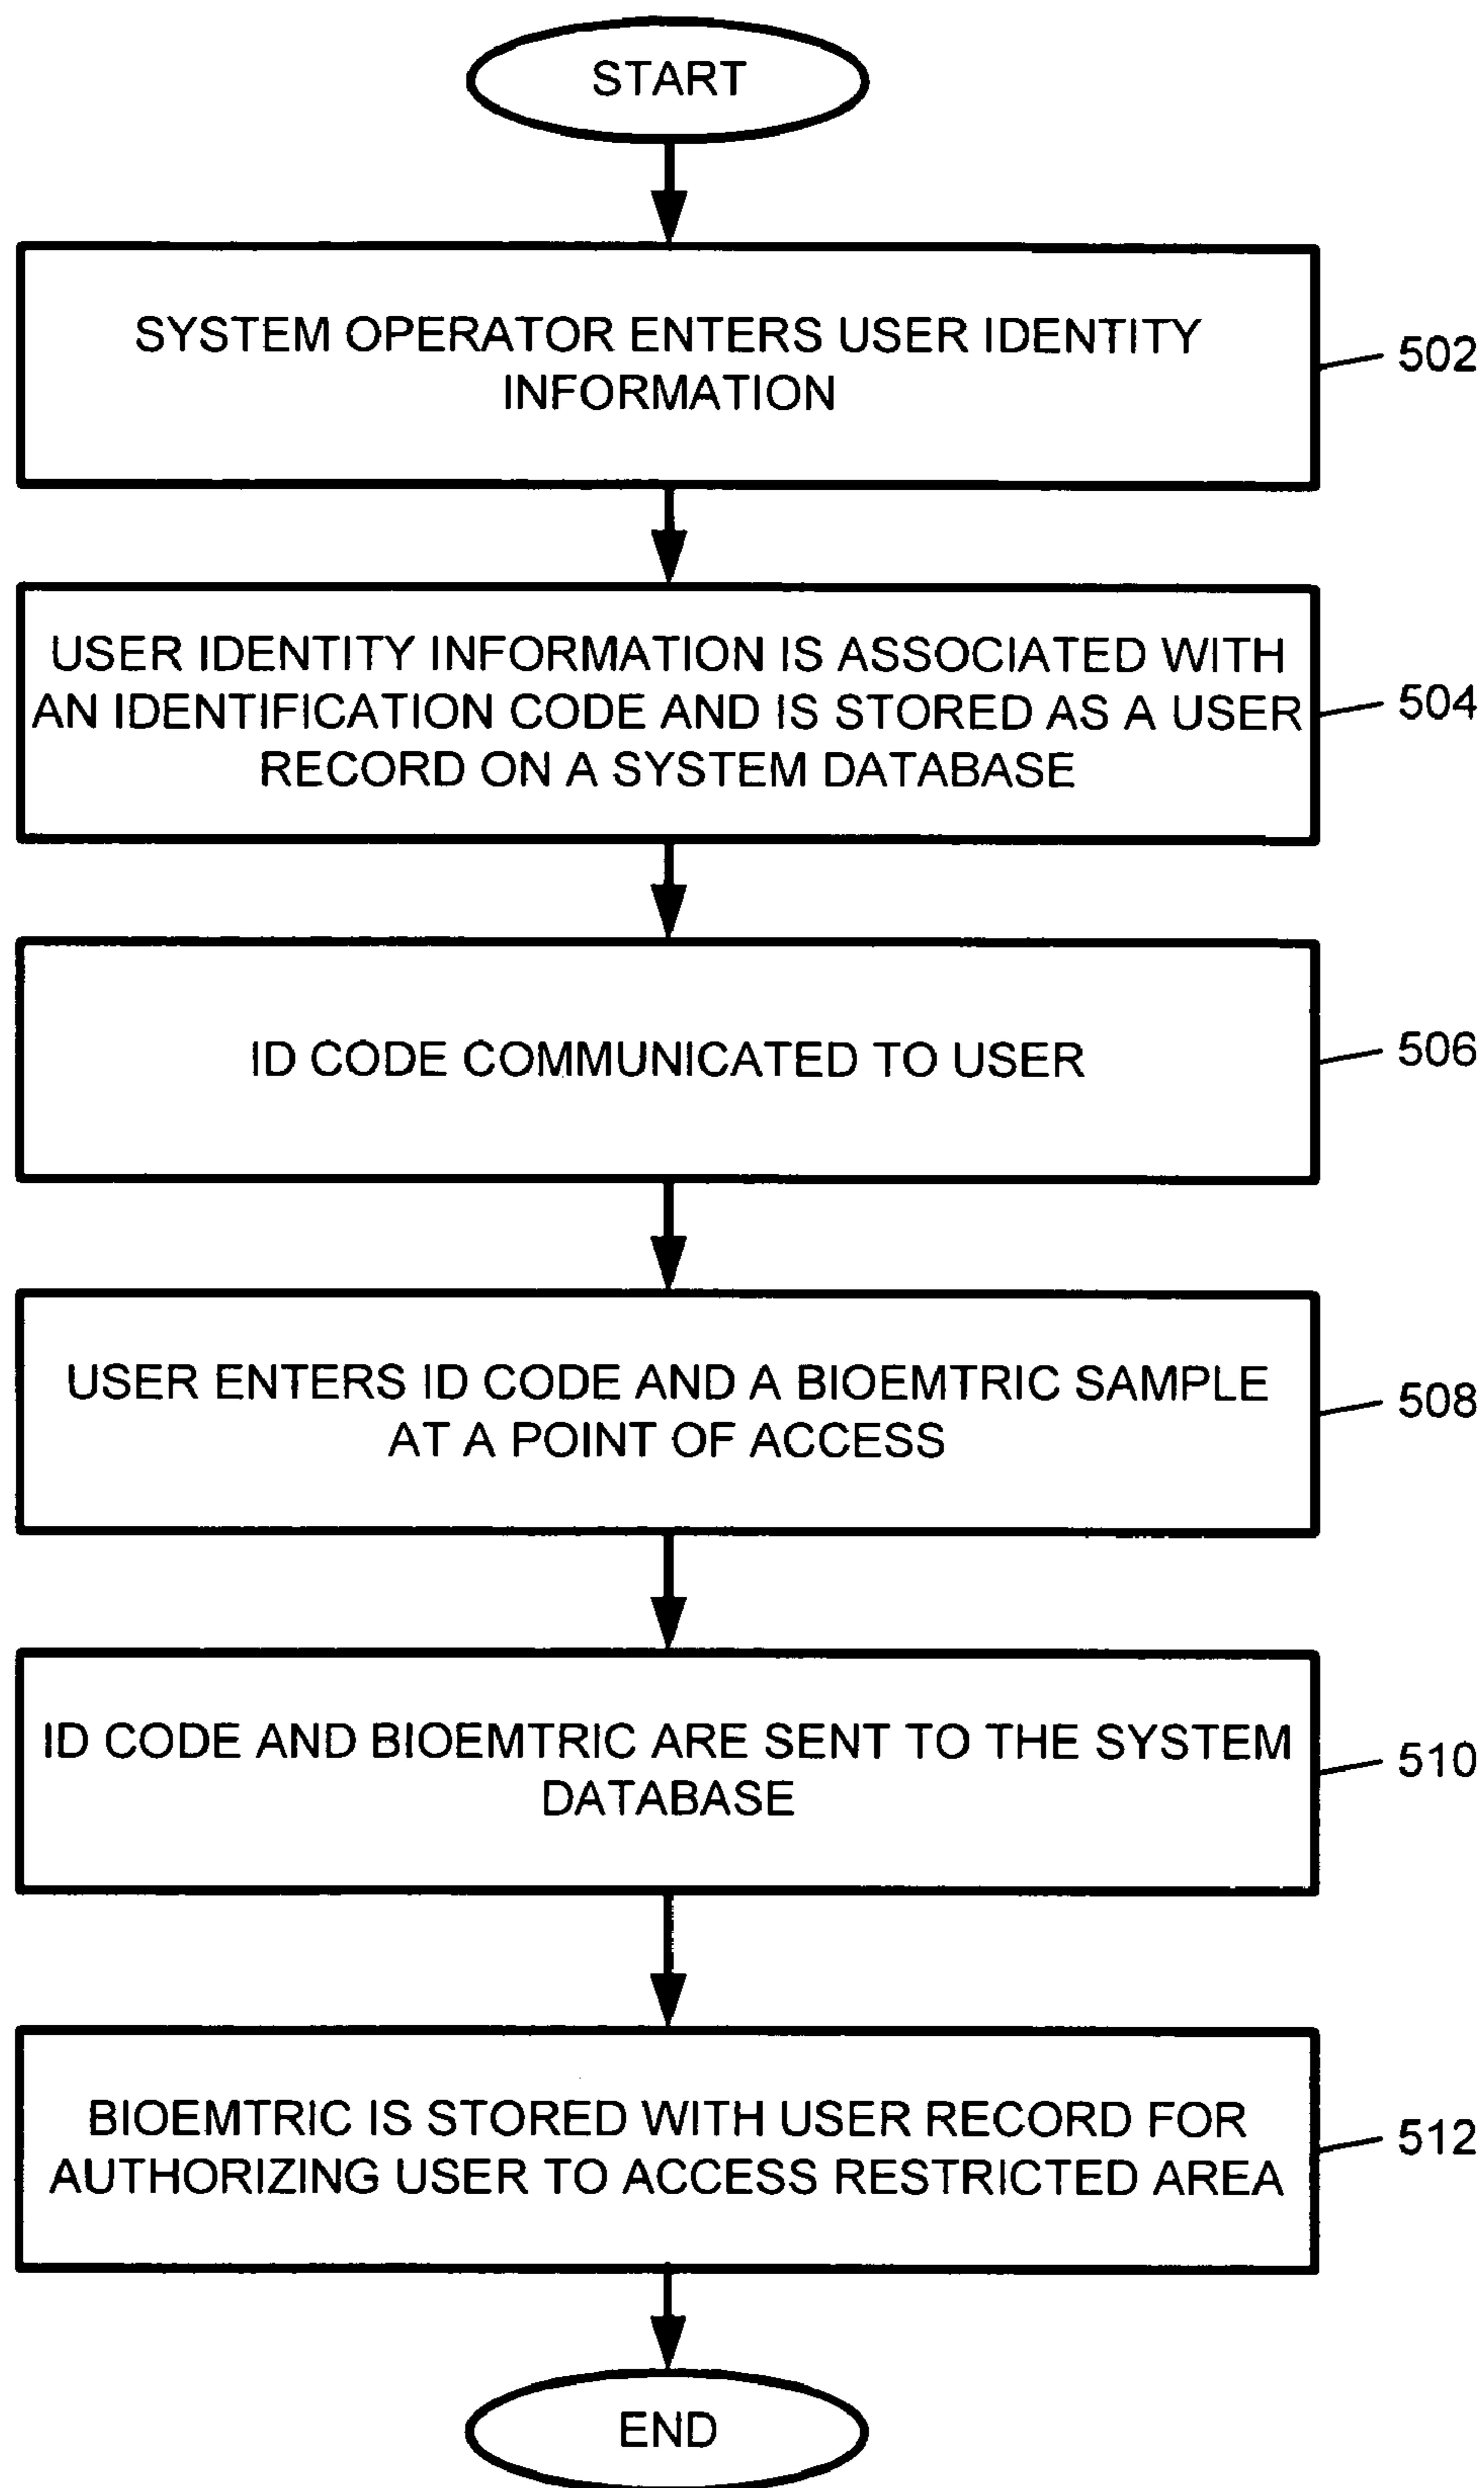 START
SYSTEM OPERATOR ENTERS USER IDENTITY
INFORMATION
502
USER IDENTITY INFORMATION IS ASSOCIATED WITH
AN IDENTIFICATION CODE AND IS STORED AS A USER
RECORD ON A SYSTEM DATABASE
504
ID CODE COMMUNICATED TO USER
506
USER ENTERS ID CODE AND A BIOEMTRIC SAMPLE
AT A POINT OF ACCESS
508
ID CODE AND BIOEMTRIC ARE SENT TO THE SYSTEM
DATABASE
510
BIOEMTRIC IS STORED WITH USER RECORD FOR
AUTHORIZING USER TO ACCESS RESTRICTED AREA
512
END